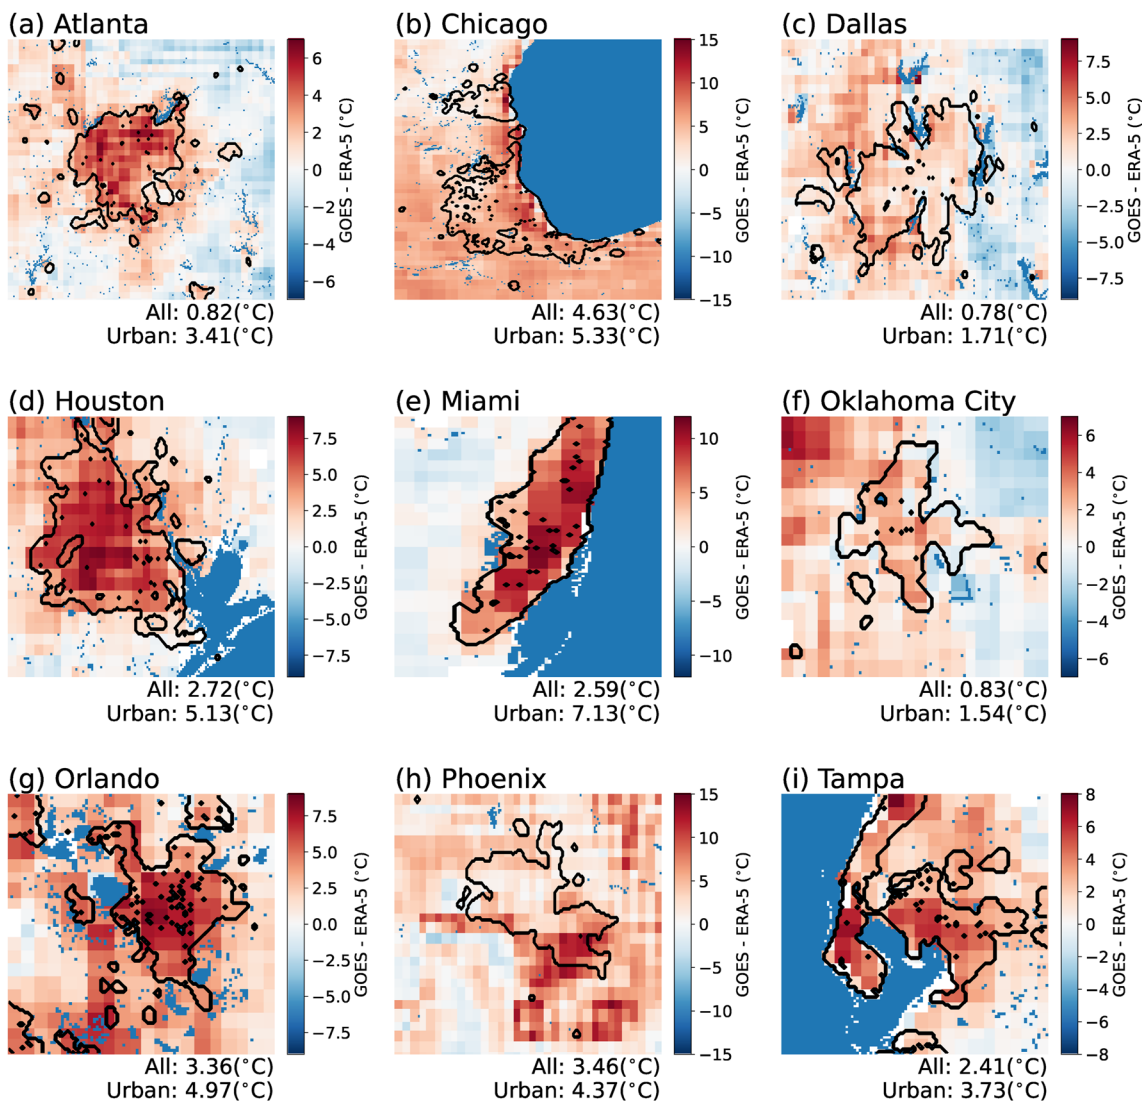 (a) Atlanta
6
4
2
0
−2
−4
−6
GOES - ERA-5 (°C)
All: 0.82(°C)
Urban: 3.41(°C)
(b) Chicago
15
10
5
0
−5
−10
−15
GOES - ERA-5 (°C)
All: 4.63(°C)
Urban: 5.33(°C)
(c) Dallas
7.5
5.0
2.5
0.0
−2.5
−5.0
−7.5
GOES - ERA-5 (°C)
All: 0.78(°C)
Urban: 1.71(°C)
(d) Houston
7.5
5.0
2.5
0.0
−2.5
−5.0
−7.5
GOES - ERA-5 (°C)
All: 2.72(°C)
Urban: 5.13(°C)
(e) Miami
10
5
0
−5
−10
GOES - ERA-5 (°C)
All: 2.59(°C)
Urban: 7.13(°C)
(f) Oklahoma City
6
4
2
0
−2
−4
−6
GOES - ERA-5 (°C)
All: 0.83(°C)
Urban: 1.54(°C)
(g) Orlando
7.5
5.0
2.5
0.0
−2.5
−5.0
−7.5
GOES - ERA-5 (°C)
All: 3.36(°C)
Urban: 4.97(°C)
(h) Phoenix
15
10
5
0
−5
−10
−15
GOES - ERA-5 (°C)
All: 3.46(°C)
Urban: 4.37(°C)
(i) Tampa
8
6
4
2
0
−2
−4
−6
−8
GOES - ERA-5 (°C)
All: 2.41(°C)
Urban: 3.73(°C)